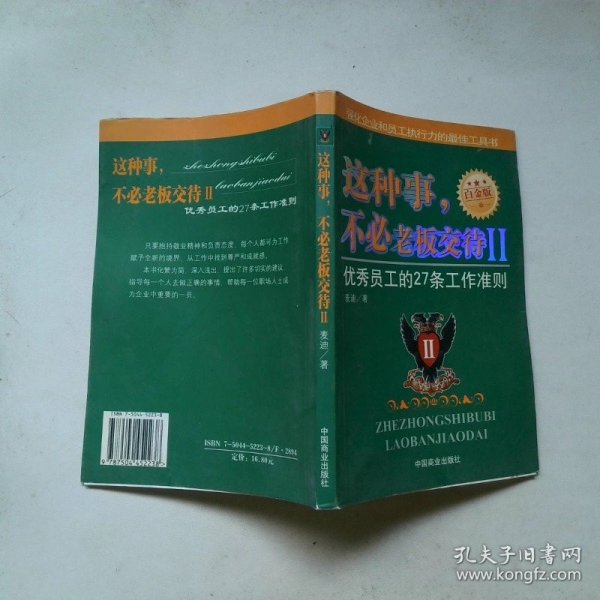 这种事，
zhezhongshibubi
不必老板交待Ⅱ
laobanjiaodai
优秀员工的27条工作准则
只要抱持敬业精神和负责态度，每个人都可为工作
赋予全新的境界，从工作中找到尊严和成就感。
本书化繁为简，深入浅出，提出了许多切实的建议，
指导每一个人去做正确的事情，帮助每一位职场人士成
为企业中重要的一员。
ISBN 7-5044-5223-8
9 787504 452238
ISBN 7-5044-5223-8/F·2894
定价：16.80元
这种事，不必老板交待Ⅱ
麦迪／著
中国商业出版社
强化企业和员工执行力的最佳工具书
这种事，
白金版
不必老板交待II
优秀员工的27条工作准则
麦迪／著
II
ZHEZHONGSHIBUBI
LAOBANJIAODAI
中国商业出版社
孔夫子旧书网
www.kongfz.com